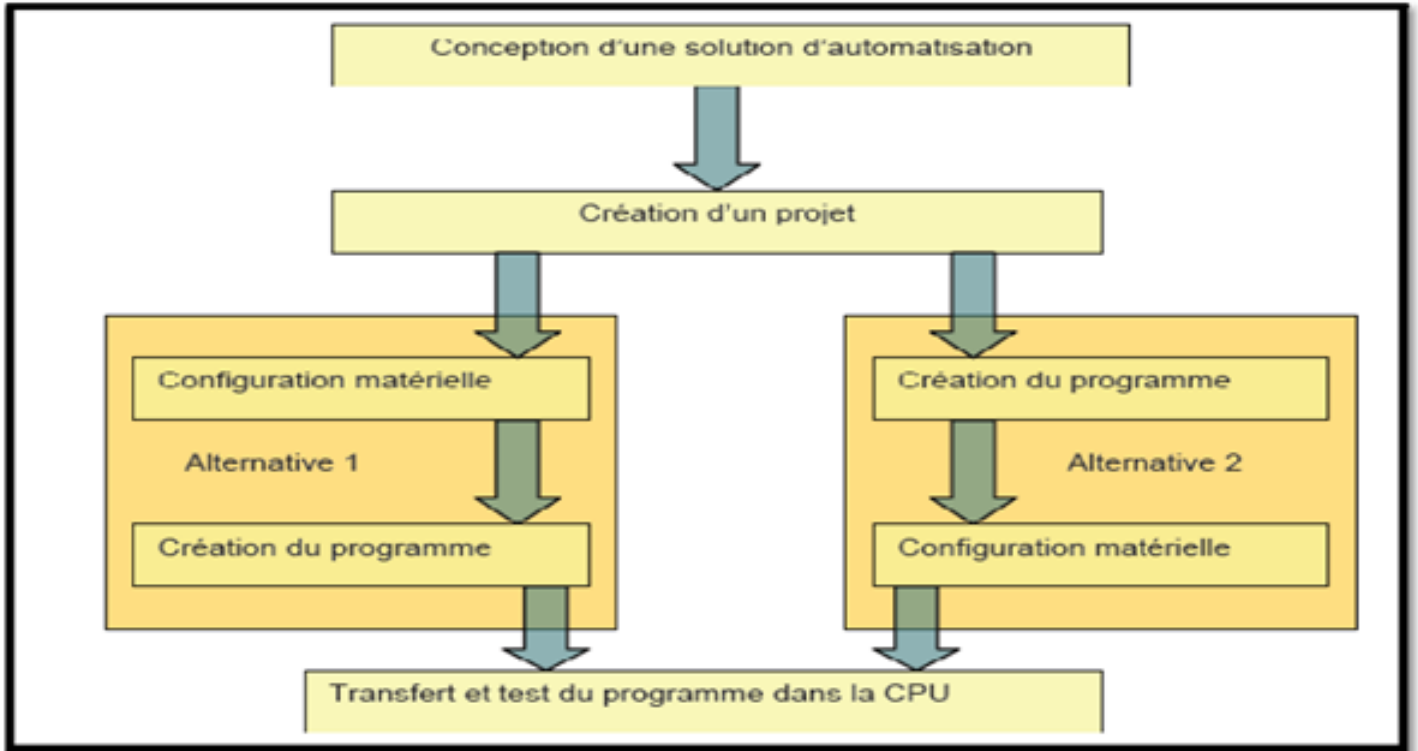 Conception d'une solution d'automatisation
Création d'un projet
Configuration matérielle
Alternative 1
Création du programme
Création du programme
Alternative 2
Configuration matérielle
Transfert et test du programme dans la CPU